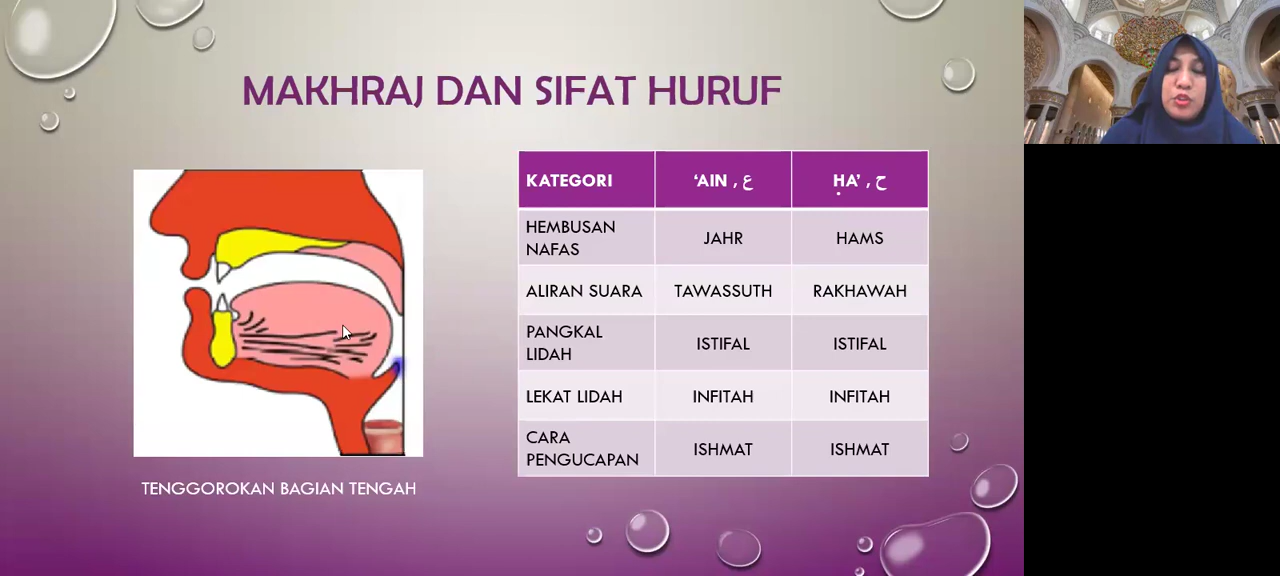 MAKHRAJ DAN SIFAT HURUF
KATEGORI
‘AIN , ع
ḤA’ , ح
HEMBUSAN
NAFAS
JAHR
HAMS
ALIRAN SUARA
TAWASSUTH
RAKHAWAH
PANGKAL
LIDAH
ISTIFAL
ISTIFAL
LEKAT LIDAH
INFITAH
INFITAH
CARA
PENGUCAPAN
ISHMAT
ISHMAT
TENGGOROKAN BAGIAN TENGAH